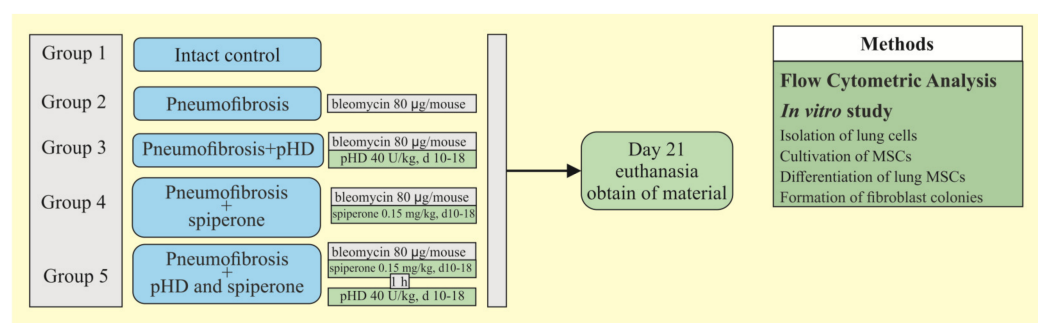 Group 1
Intact control
Group 2
Pneumofibrosis
bleomycin 80 μg/mouse
Group 3
Pneumofibrosis+pHD
bleomycin 80 μg/mouse
pHD 40 U/kg, d 10-18
Group 4
Pneumofibrosis
+
spiperone
bleomycin 80 μg/mouse
spiperone 0.15 mg/kg, d10-18
Group 5
Pneumofibrosis
+
pHD and spiperone
bleomycin 80 μg/mouse
spiperone 0.15 mg/kg, d10-18
1 h
pHD 40 U/kg, d 10-18
Day 21
euthanasia
obtain of material
Methods
Flow Cytometric Analysis
In vitro study
Isolation of lung cells
Cultivation of MSCs
Differentiation of lung MSCs
Formation of fibroblast colonies